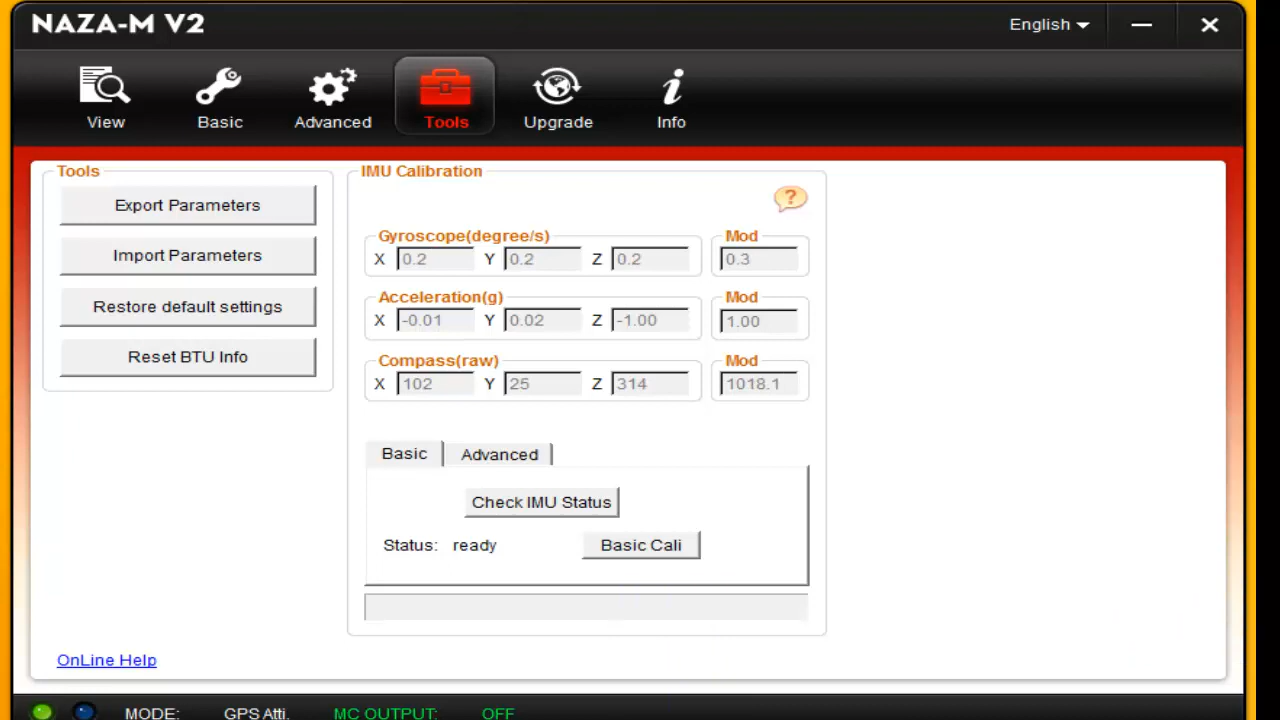 NAZA-M V2
English
View Basic Advanced Tools Upgrade Info
Tools
Export Parameters
Import Parameters
Restore default settings
Reset BTU Info
OnLine Help
IMU Calibration
?
Gyroscope(degree/s) Mod
X 0.2 Y 0.2 Z 0.2 0.3
Acceleration(g) Mod
X -0.01 Y 0.02 Z -1.00 1.00
Compass(raw) Mod
X 102 Y 25 Z 314 1018.1
Basic Advanced
Check IMU Status
Status: ready Basic Cali
MODE: GPS Atti. MC OUTPUT: OFF